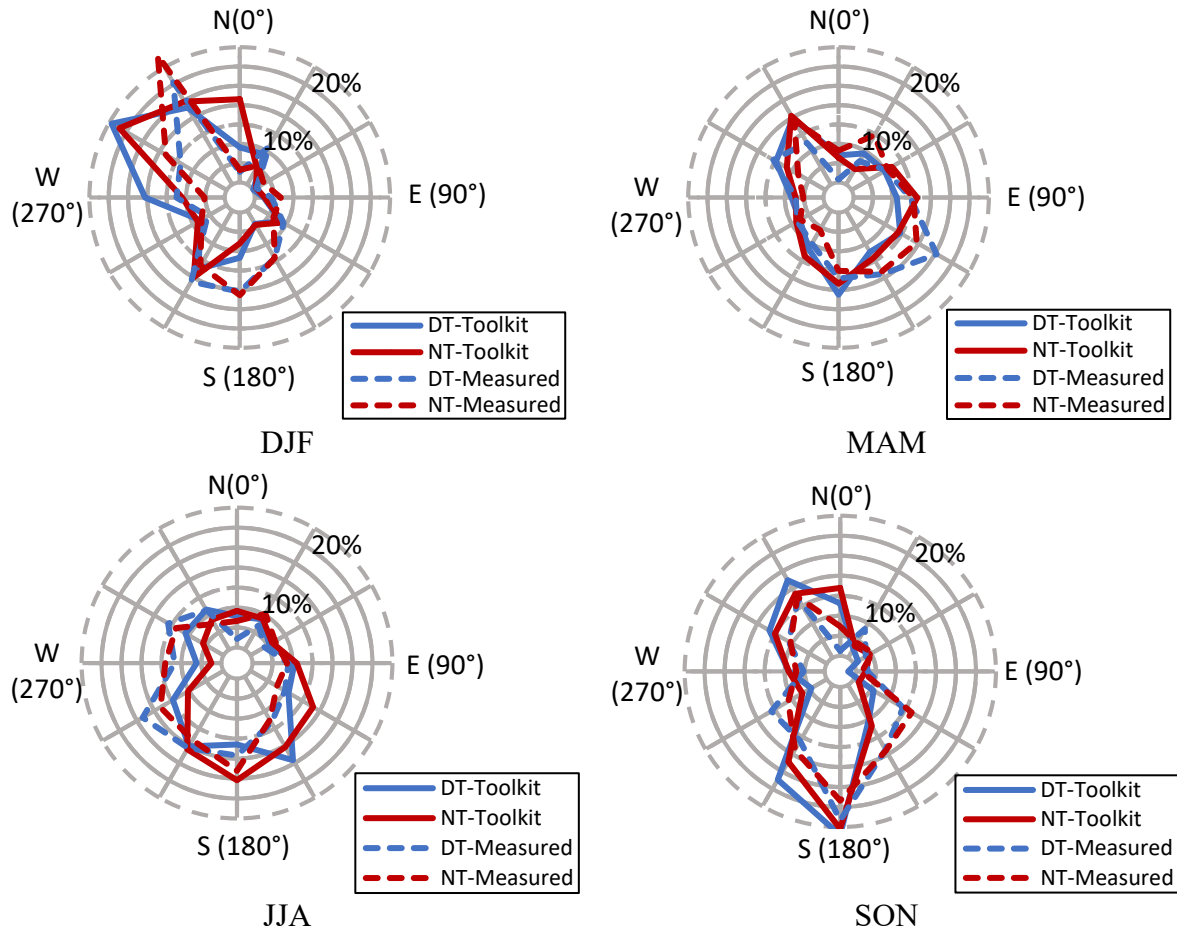 N(0°)
20%
10%
W
(270°)
E (90°)
S (180°)
DT-Toolkit
NT-Toolkit
DT-Measured
NT-Measured
DJF
N(0°)
20%
10%
W
(270°)
E (90°)
S (180°)
DT-Toolkit
NT-Toolkit
DT-Measured
NT-Measured
MAM
N(0°)
20%
10%
W
(270°)
E (90°)
S (180°)
DT-Toolkit
NT-Toolkit
DT-Measured
NT-Measured
JJA
N(0°)
20%
10%
W
(270°)
E (90°)
S (180°)
DT-Toolkit
NT-Toolkit
DT-Measured
NT-Measured
SON